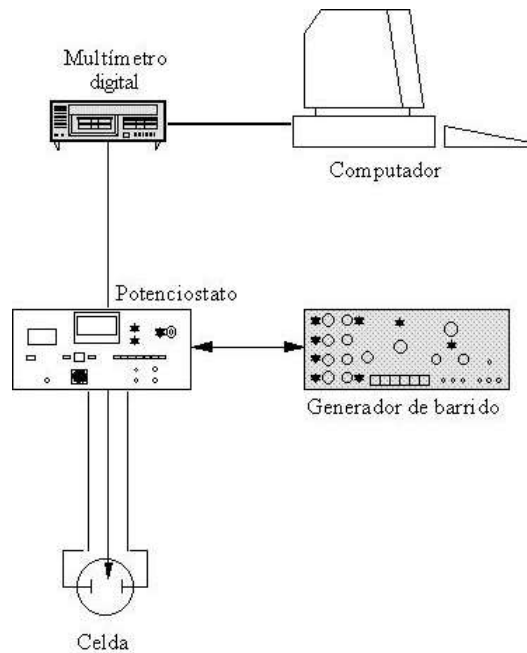 Multímetro
digital
Computador
Potenciostato
Generador de barrido
Celda